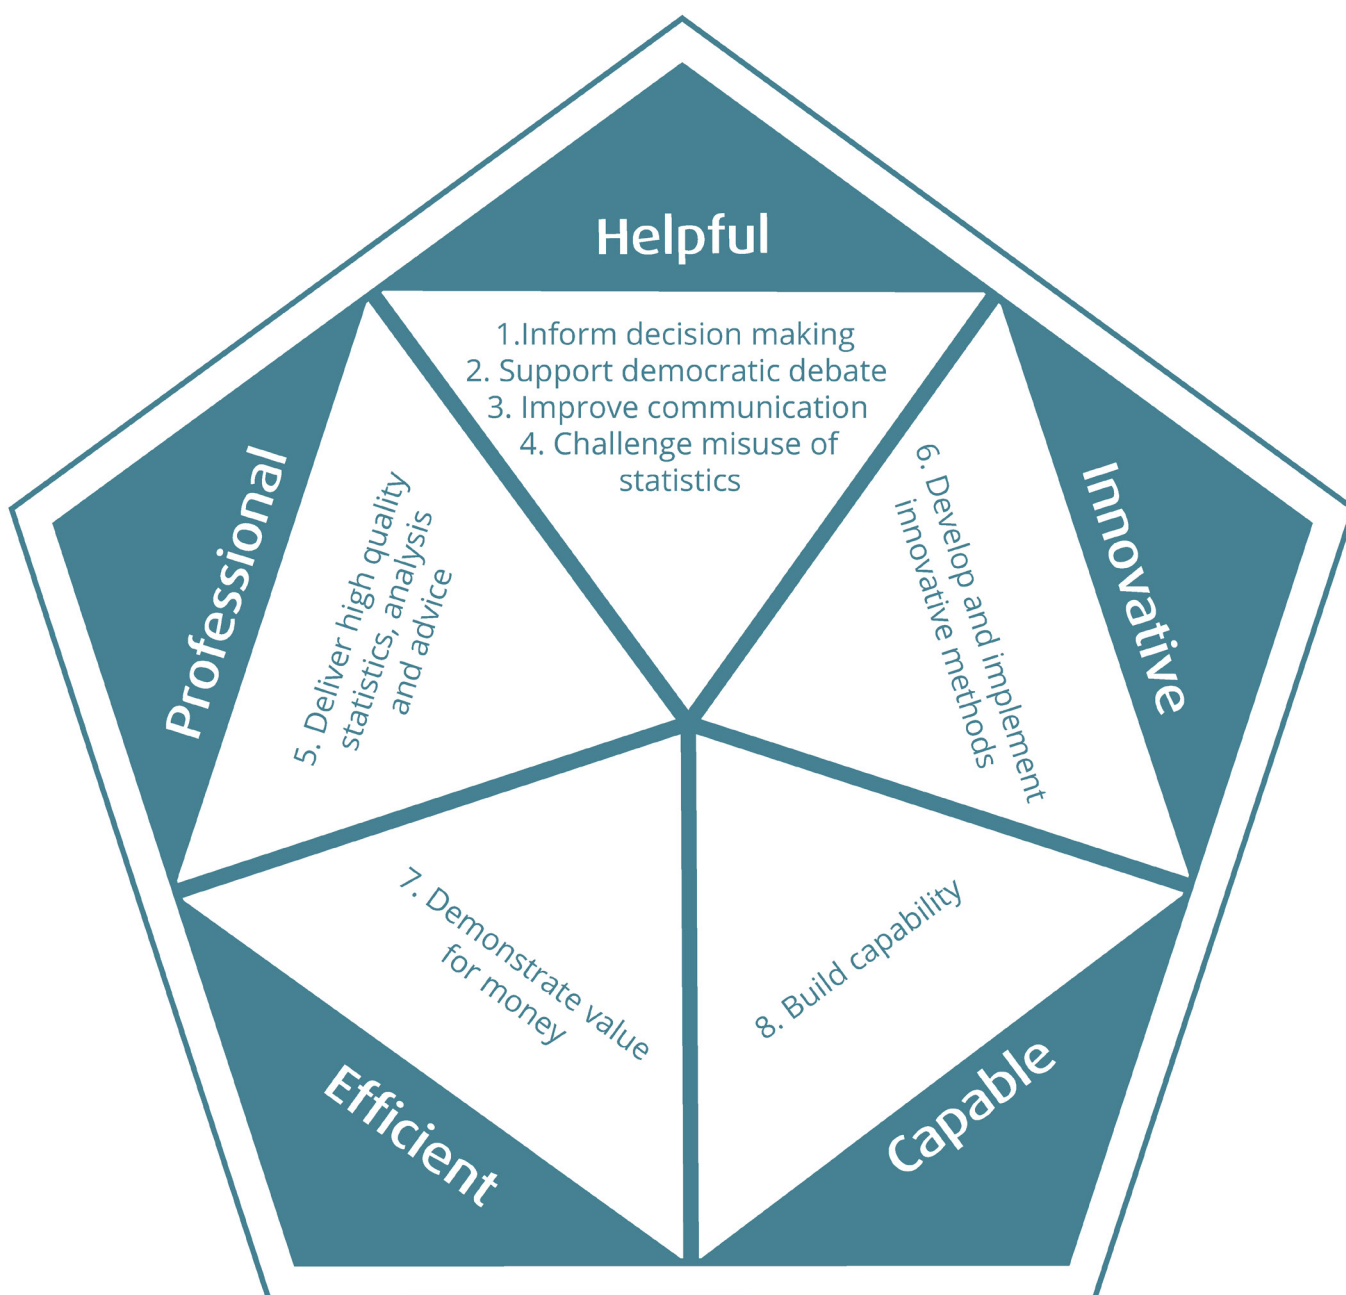 Helpful
1.Inform decision making
2. Support democratic debate
3. Improve communication
4. Challenge misuse of
statistics
Professional
5. Deliver high quality
statistics, analysis
and advice
Innovative
6. Develop and implement
innovative methods
Efficient
7. Demonstrate value
for money
Capable
8. Build capability